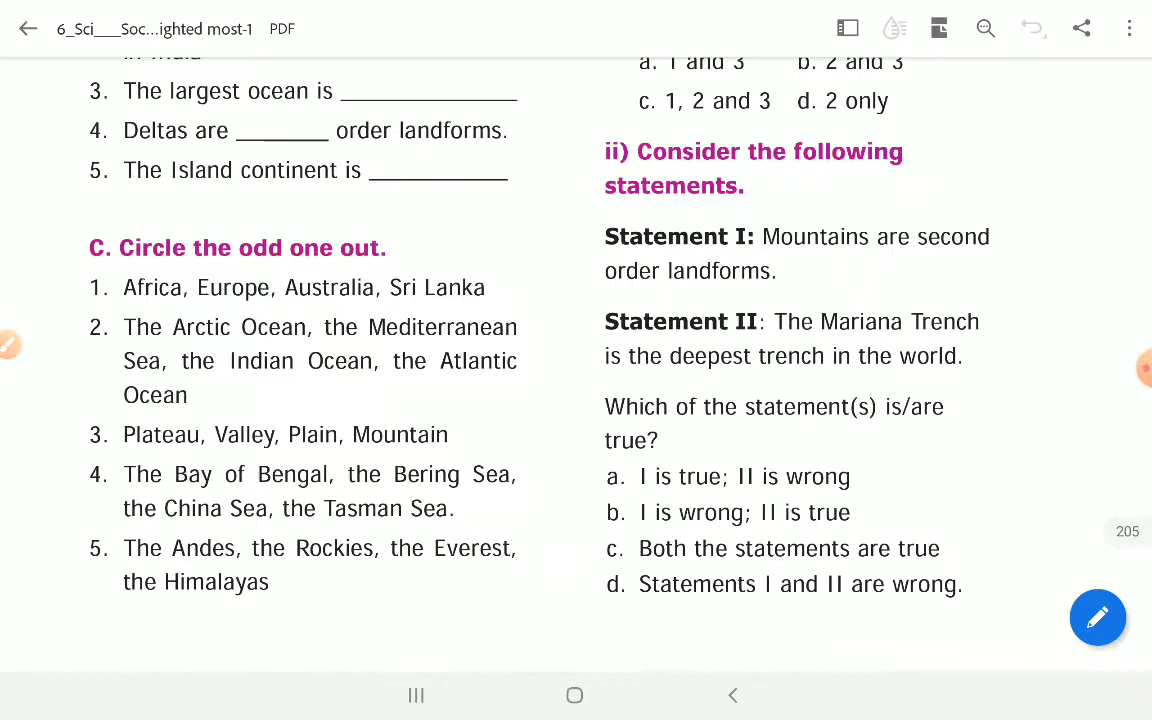 6_Sci___Soc...ighted most-1 PDF
3. The largest ocean is _______________
4. Deltas are ________ order landforms.
5. The Island continent is ____________
C. Circle the odd one out.
1. Africa, Europe, Australia, Sri Lanka
2. The Arctic Ocean, the Mediterranean
Sea, the Indian Ocean, the Atlantic
Ocean
3. Plateau, Valley, Plain, Mountain
4. The Bay of Bengal, the Bering Sea,
the China Sea, the Tasman Sea.
5. The Andes, the Rockies, the Everest,
the Himalayas
a. 1 and 3 b. 2 and 3
c. 1, 2 and 3 d. 2 only
ii) Consider the following
statements.
Statement I: Mountains are second
order landforms.
Statement II: The Mariana Trench
is the deepest trench in the world.
Which of the statement(s) is/are
true?
a. I is true; II is wrong
b. I is wrong; II is true
c. Both the statements are true
d. Statements I and II are wrong.
205